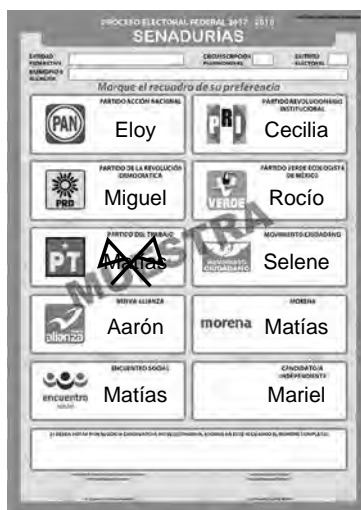 PROCESO ELECTORAL FEDERAL 2017 - 2018
SENADURÍAS
ENTIDAD FEDERATIVA
CIRCUNSCRIPCIÓN PLURINOMINAL
DISTRITO ELECTORAL
MUNICIPIO O
Marque el recuadro de su preferencia
PARTIDO ACCIÓN NACIONAL
PAN
Eloy
PARTIDO REVOLUCIONARIO
INSTITUCIONAL
PRI
Cecilia
PARTIDO DE LA REVOLUCIÓN
DEMOCRÁTICA
PRD
Miguel
PARTIDO VERDE ECOLOGISTA
DE MÉXICO
VERDE
Rocío
PARTIDO DEL TRABAJO
PT
Matías
MOVIMIENTO CIUDADANO
MOVIMIENTO
CIUDADANO
Selene
MUESTRA
NUEVA ALIANZA
alianza
Aarón
MORENA
morena
Matías
ENCUENTRO SOCIAL
encuentro
social
Matías
CANDIDATO/A
INDEPENDIENTE
Mariel